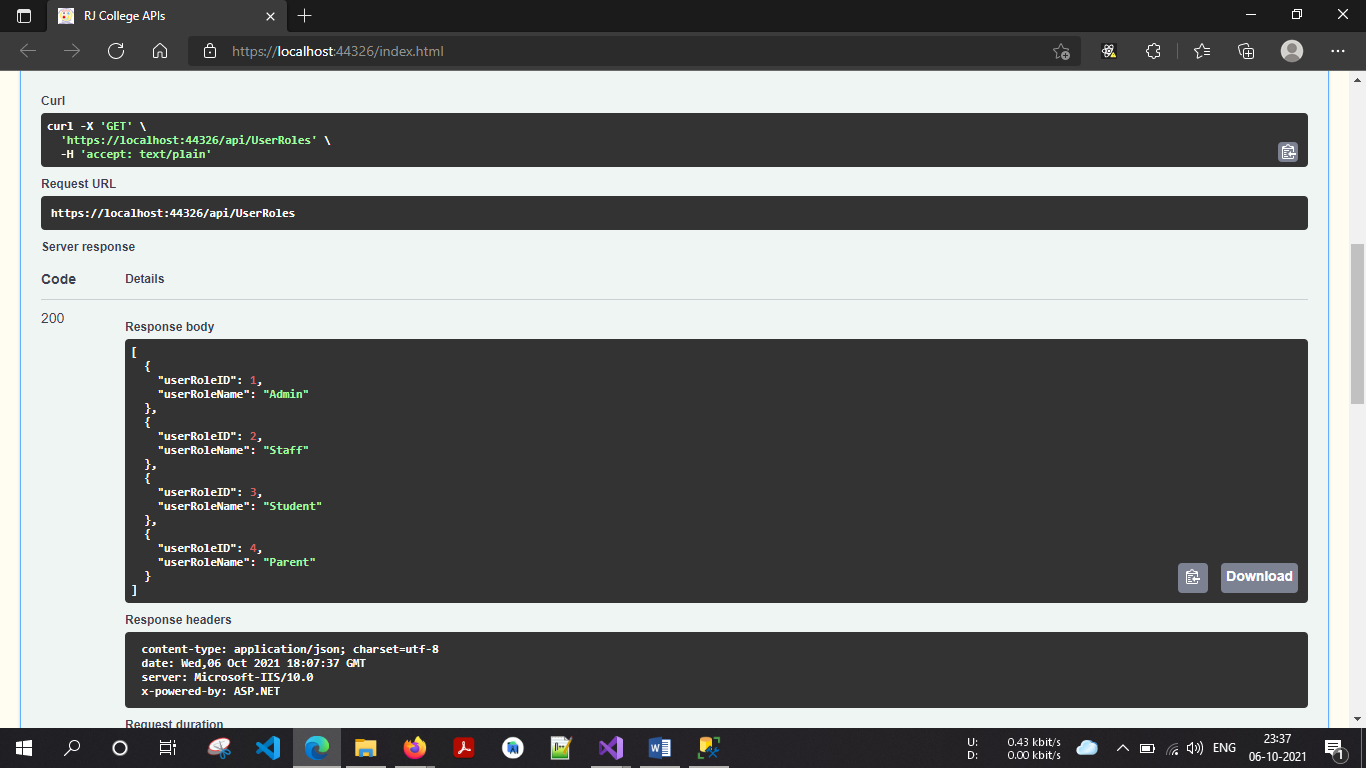 RJ College APIs
https://localhost:44326/index.html
Curl
curl -X 'GET' \
'https://localhost:44326/api/UserRoles' \
-H 'accept: text/plain'
Request URL
https://localhost:44326/api/UserRoles
Server response
Code Details
200
Response body
[
{
"userRoleID": 1,
"userRoleName": "Admin"
},
{
"userRoleID": 2,
"userRoleName": "Staff"
},
{
"userRoleID": 3,
"userRoleName": "Student"
},
{
"userRoleID": 4,
"userRoleName": "Parent"
}
]
Download
Response headers
content-type: application/json; charset=utf-8
date: Wed,06 Oct 2021 18:07:37 GMT
server: Microsoft-IIS/10.0
x-powered-by: ASP.NET
Request duration
U: 0.43 kbit/s
D: 0.00 kbit/s
ENG
23:37
06-10-2021
1